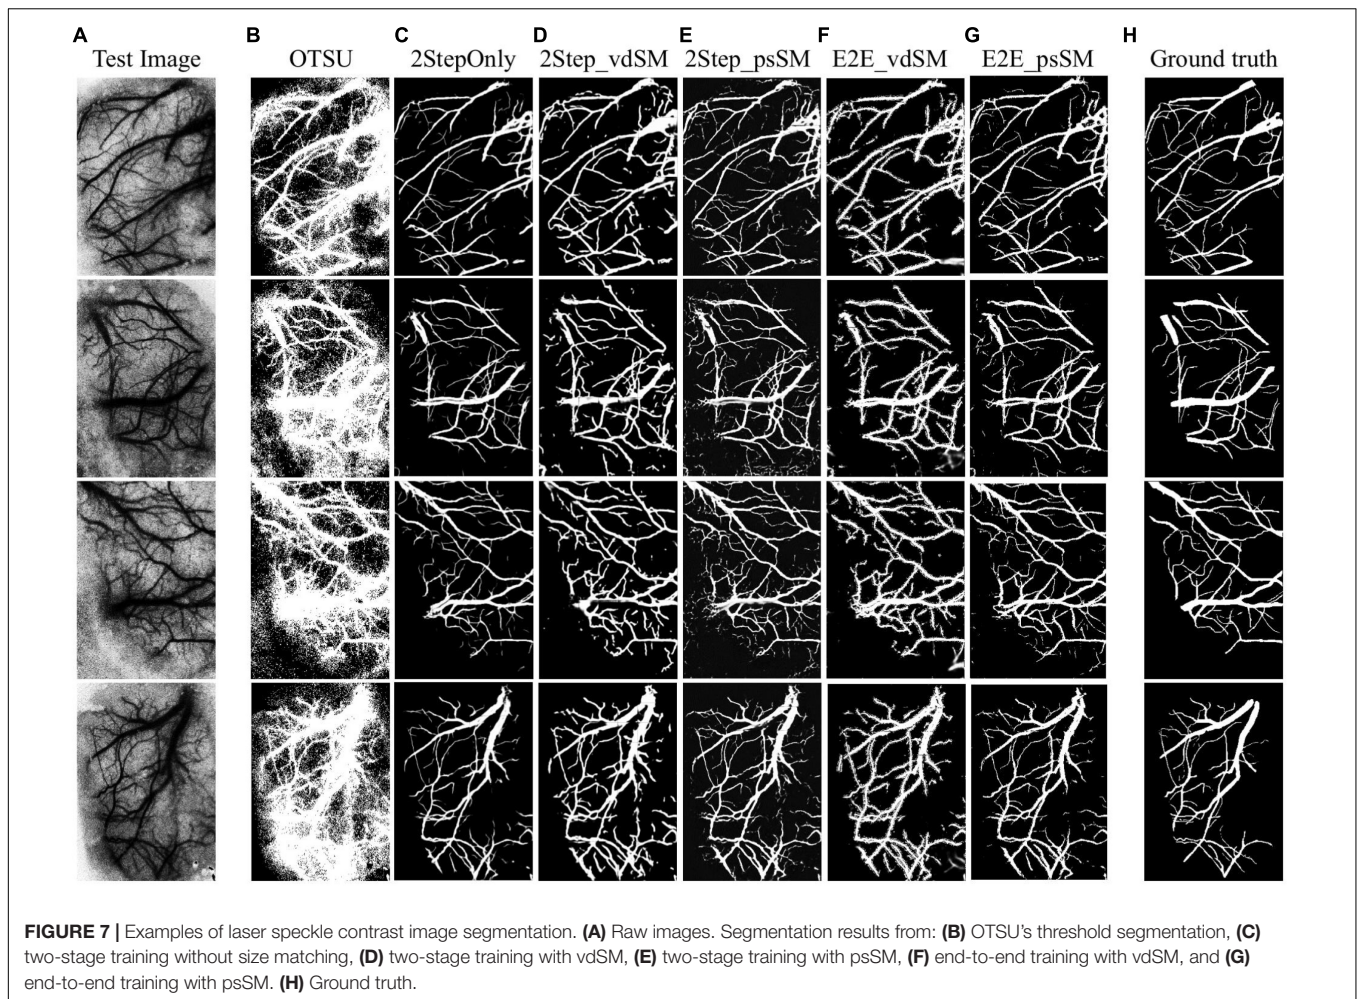 A B C D E F G H
Test Image OTSU 2StepOnly 2Step_vdSM 2Step_psSM E2E_vdSM E2E_psSM Ground truth
FIGURE 7 | Examples of laser speckle contrast image segmentation. (A) Raw images. Segmentation results from: (B) OTSU's threshold segmentation, (C)
two-stage training without size matching, (D) two-stage training with vdSM, (E) two-stage training with psSM, (F) end-to-end training with vdSM, and (G)
end-to-end training with psSM. (H) Ground truth.